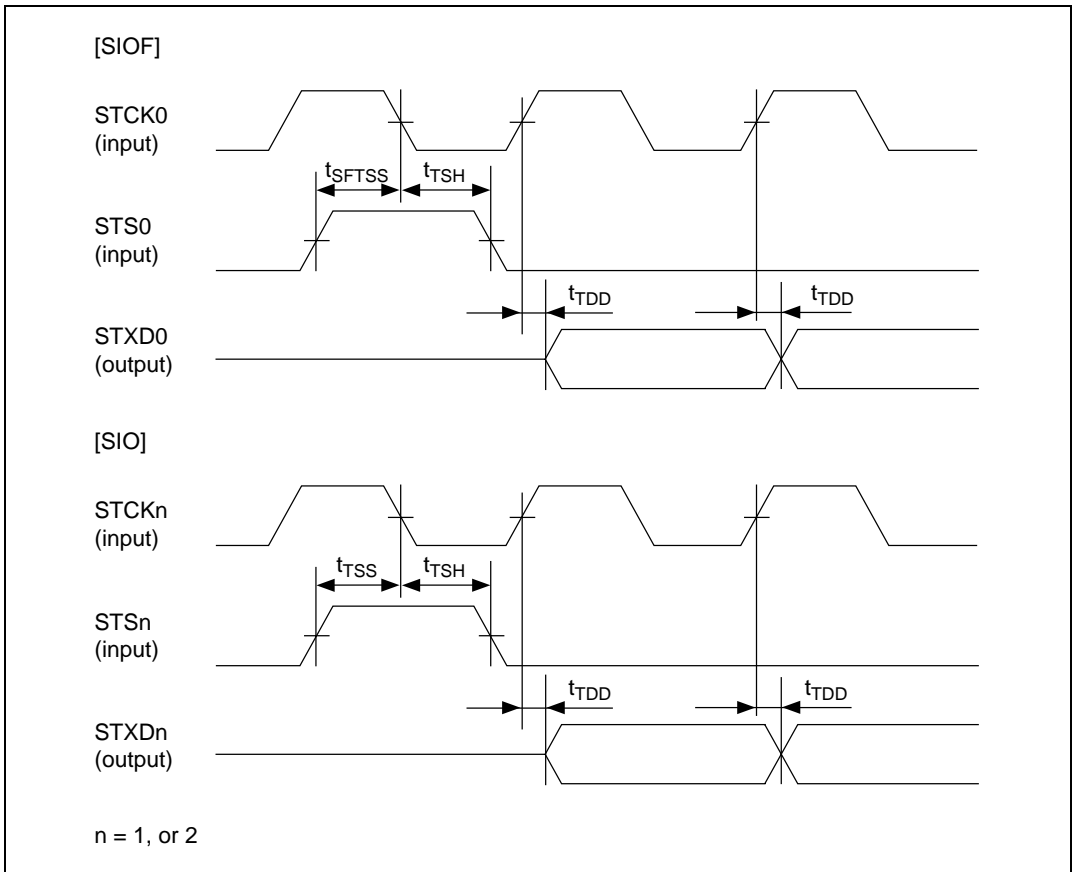 [SIOF]
STCK0
(input)
tSFTSS tTSH
STS0
(input)
tTDD tTDD
STXD0
(output)
[SIO]
STCKn
(input)
tTSS tTSH
STSn
(input)
tTDD tTDD
STXDn
(output)
n = 1, or 2